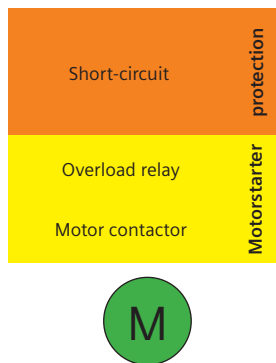 Short-circuit
protection
Overload relay
Motor contactor
Motorstarter
M